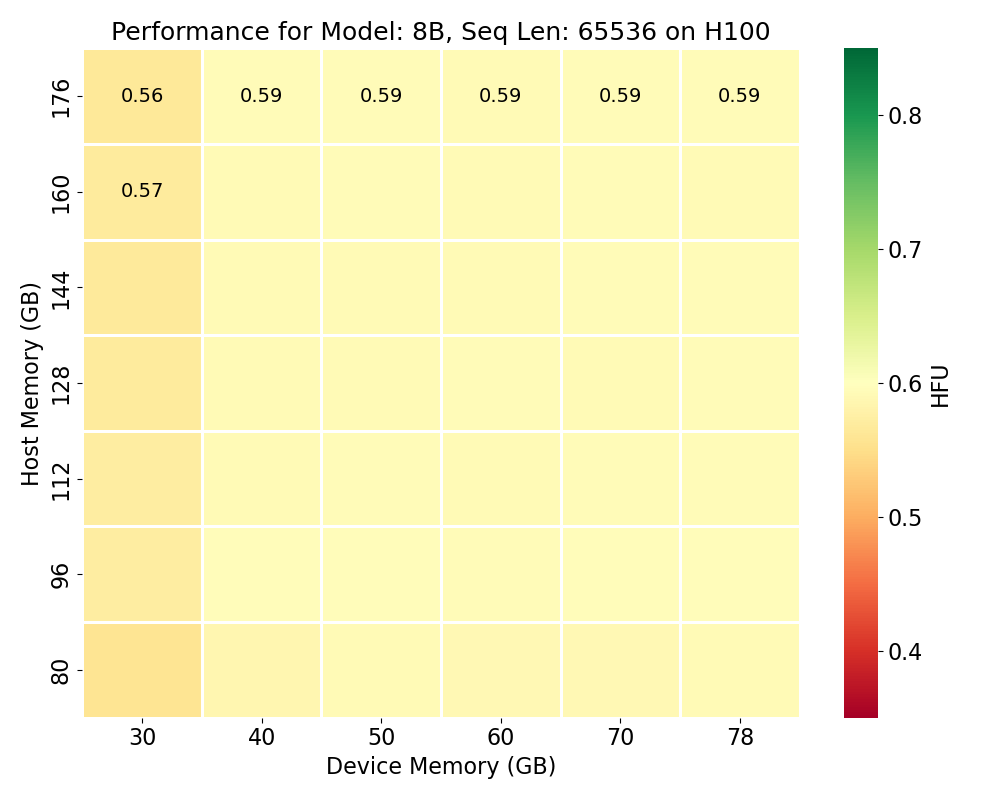 Performance for Model: 8B, Seq Len: 65536 on H100
176
0.56 0.59 0.59 0.59 0.59 0.59
160
0.57
144
128
112
96
80
Host Memory (GB)
30 40 50 60 70 78
Device Memory (GB)
0.8
0.7
0.6
0.5
0.4
HFU